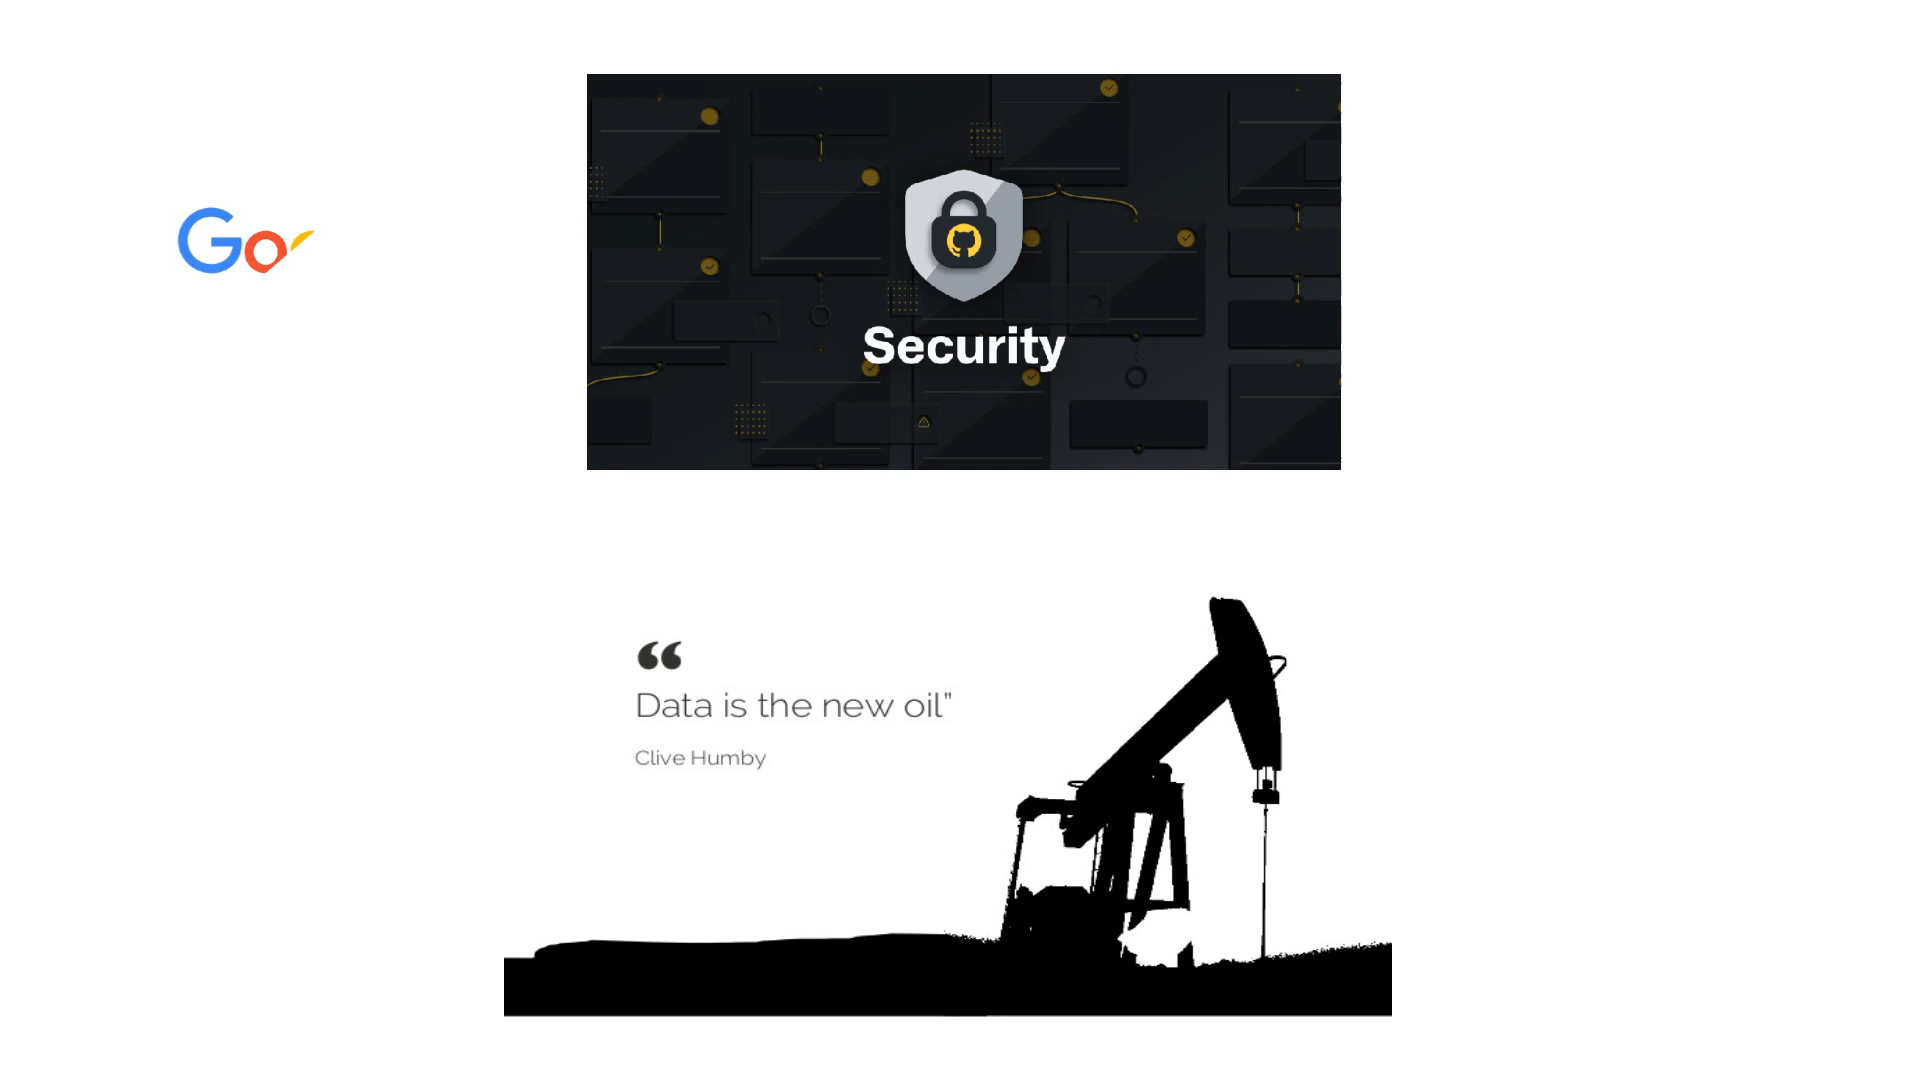 Go
Security
“
Data is the new oil”
Clive Humby